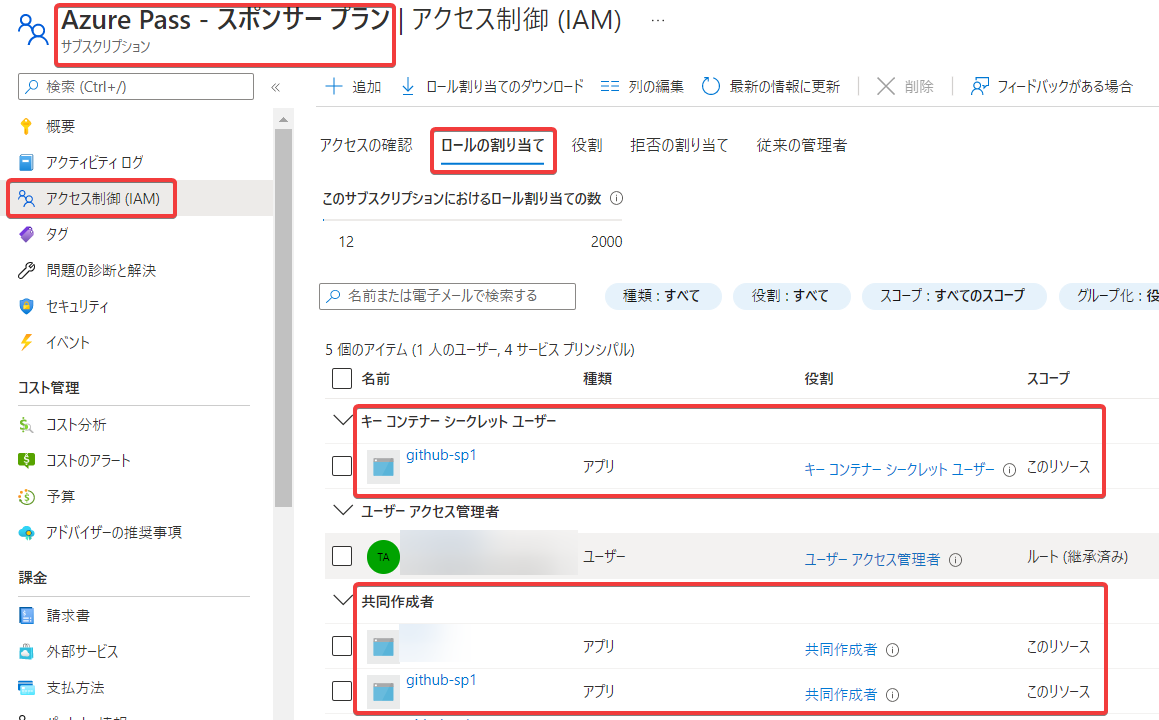 Azure Pass - スポンサー プラン | アクセス制御 (IAM) ...
サブスクリプション
検索 (Ctrl+/)
«
概要
アクティビティ ログ
アクセス制御 (IAM)
タグ
問題の診断と解決
セキュリティ
イベント
コスト管理
コスト分析
コストのアラート
予算
アドバイザーの推奨事項
課金
請求書
外部サービス
支払方法
追加 ロール割り当てのダウンロード 列の編集 最新の情報に更新 削除 フィードバックがある場合
アクセスの確認 ロールの割り当て 役割 拒否の割り当て 従来の管理者
このサブスクリプションにおけるロール割り当ての数
12 2000
名前または電子メールで検索する 種類 : すべて 役割 : すべて スコープ : すべてのスコープ グループ化 : 役
5 個のアイテム (1 人のユーザー, 4 サービス プリンシパル)
名前 種類 役割 スコープ
キー コンテナー シークレット ユーザー
github-sp1 アプリ キー コンテナー シークレット ユーザー このリソース
ユーザー アクセス管理者
TA ユーザー ユーザー アクセス管理者 ルート (継承済み)
共同作成者
アプリ 共同作成者 このリソース
github-sp1 アプリ 共同作成者 このリソース